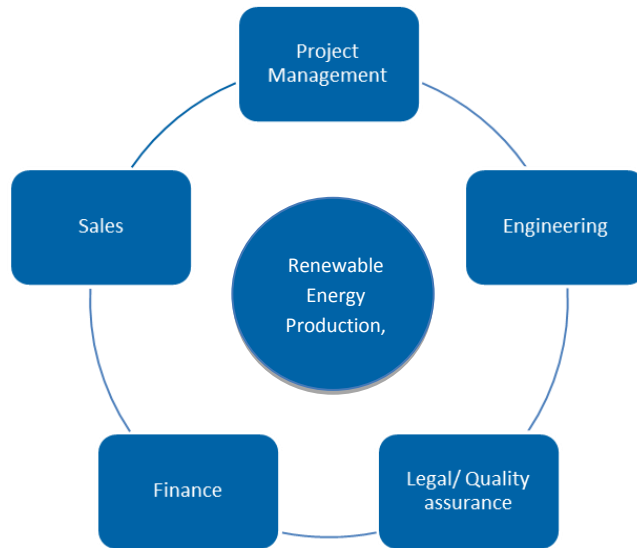 Project
Management
Sales
Engineering
Renewable
Energy
Production,
Finance
Legal/ Quality
assurance